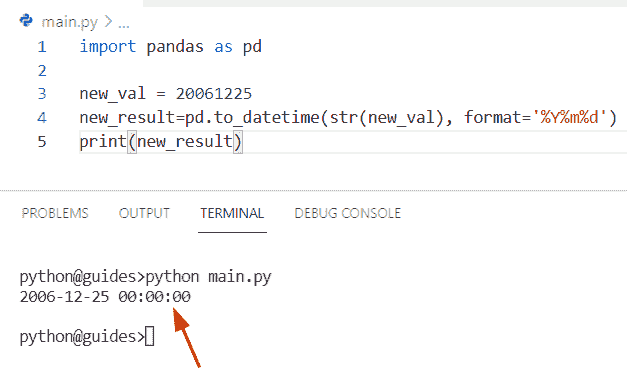 main.py > ...
1 import pandas as pd
2
3 new_val = 20061225
4 new_result=pd.to_datetime(str(new_val), format='%Y%m%d')
5 print(new_result)
PROBLEMS OUTPUT TERMINAL DEBUG CONSOLE
python@guides>python main.py
2006-12-25 00:00:00
python@guides>